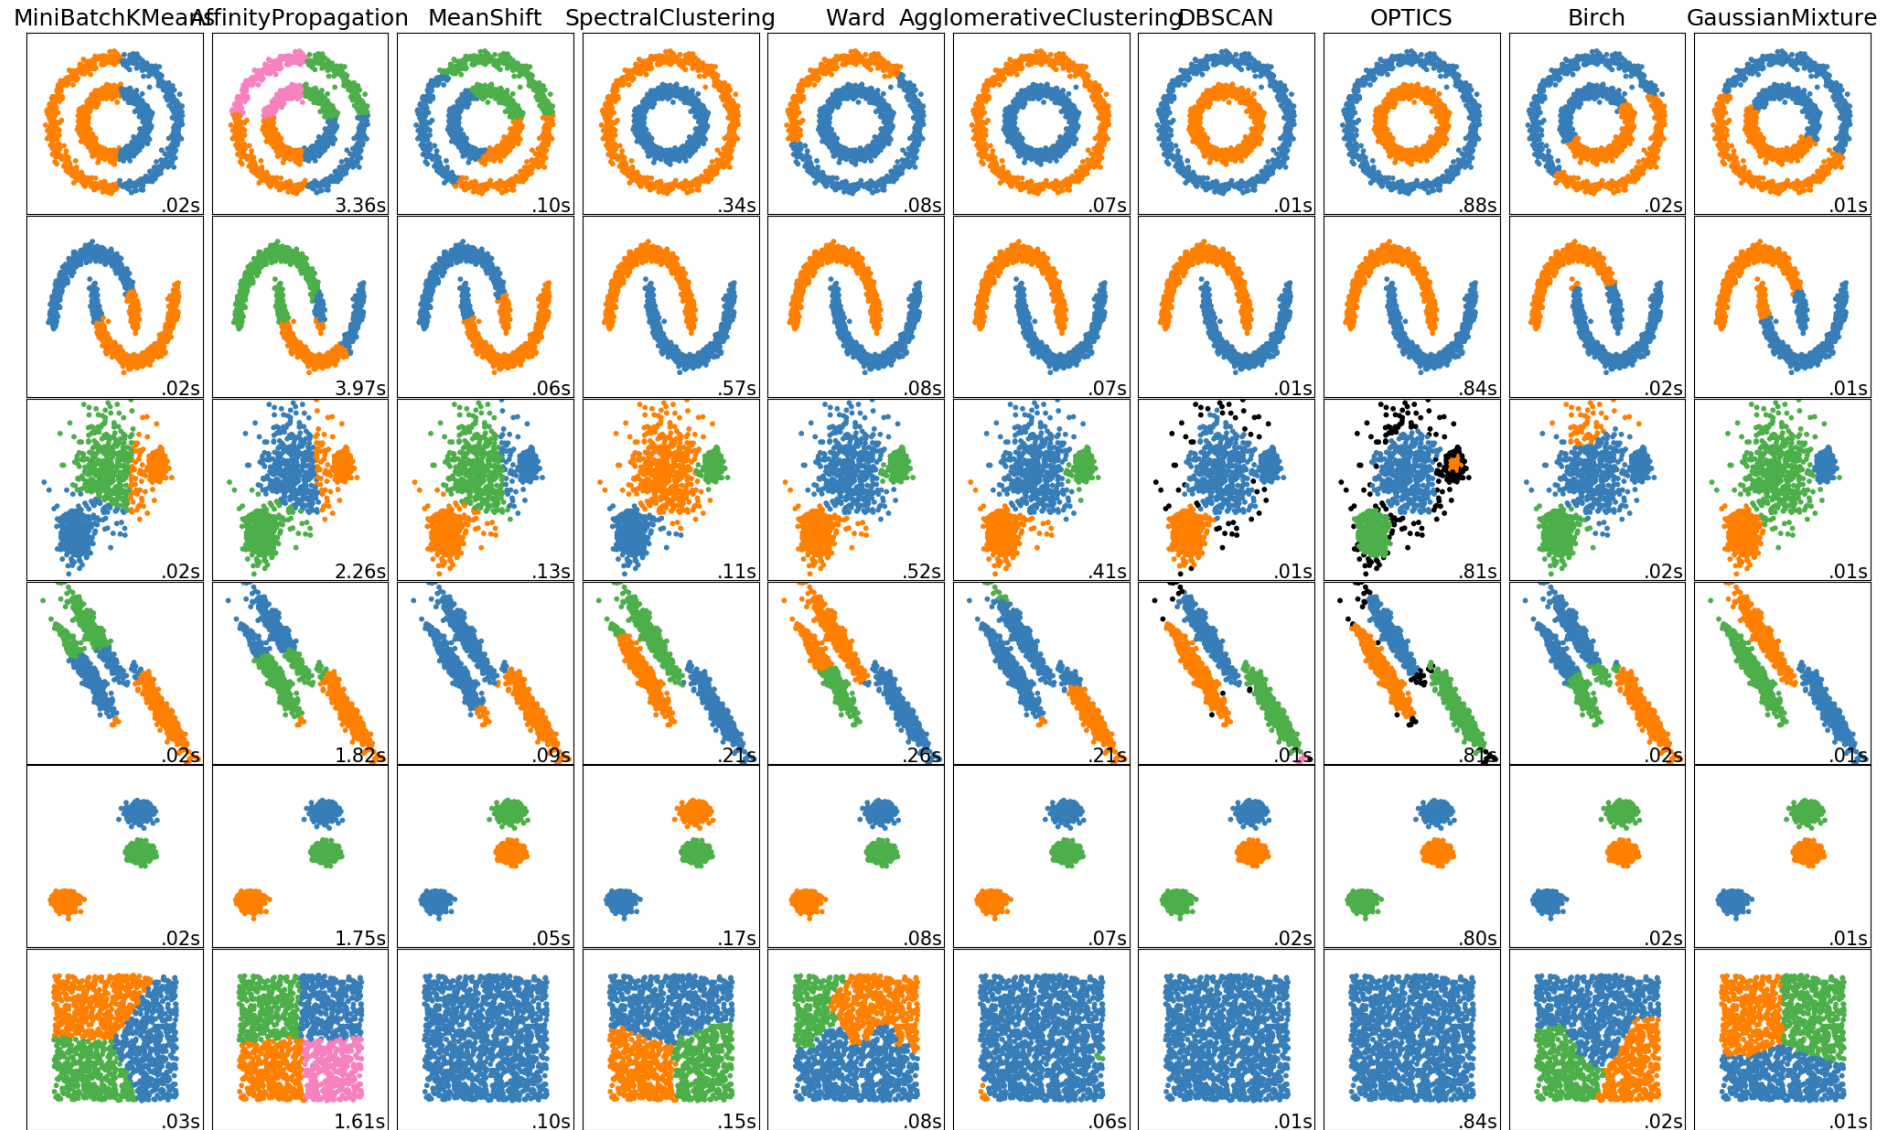 MiniBatchKMeans AffinityPropagation MeanShift SpectralClustering Ward AgglomerativeClustering DBSCAN OPTICS Birch GaussianMixture
.02s 3.36s .10s .34s .08s .07s .01s .88s .02s .01s
.02s 3.97s .06s .57s .08s .07s .01s .84s .02s .01s
.02s 2.26s .13s .11s .52s .41s .01s .81s .02s .01s
.02s 1.82s .09s .21s .26s .21s .01s .81s .02s .01s
.02s 1.75s .05s .17s .08s .07s .02s .80s .02s .01s
.03s 1.61s .10s .15s .08s .06s .01s .84s .02s .01s